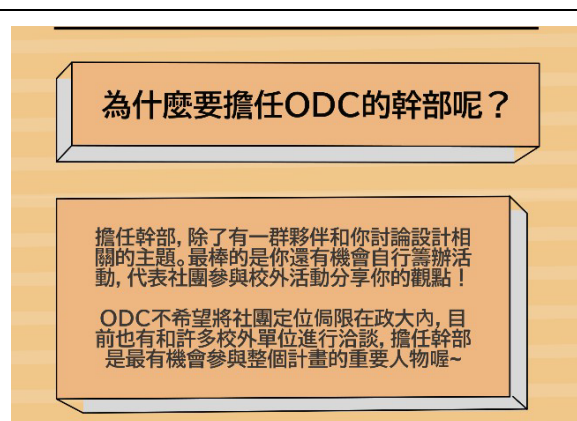 為什麼要擔任ODC的幹部呢？
擔任幹部,除了有一群夥伴和你討論設計相
關的主題。最棒的是你還有機會自行籌辦活
動,代表社團參與校外活動分享你的觀點！
ODC不希望將社團定位侷限在政大內,目
前也有和許多校外單位進行洽談,擔任幹部
是最有機會參與整個計畫的重要人物喔~